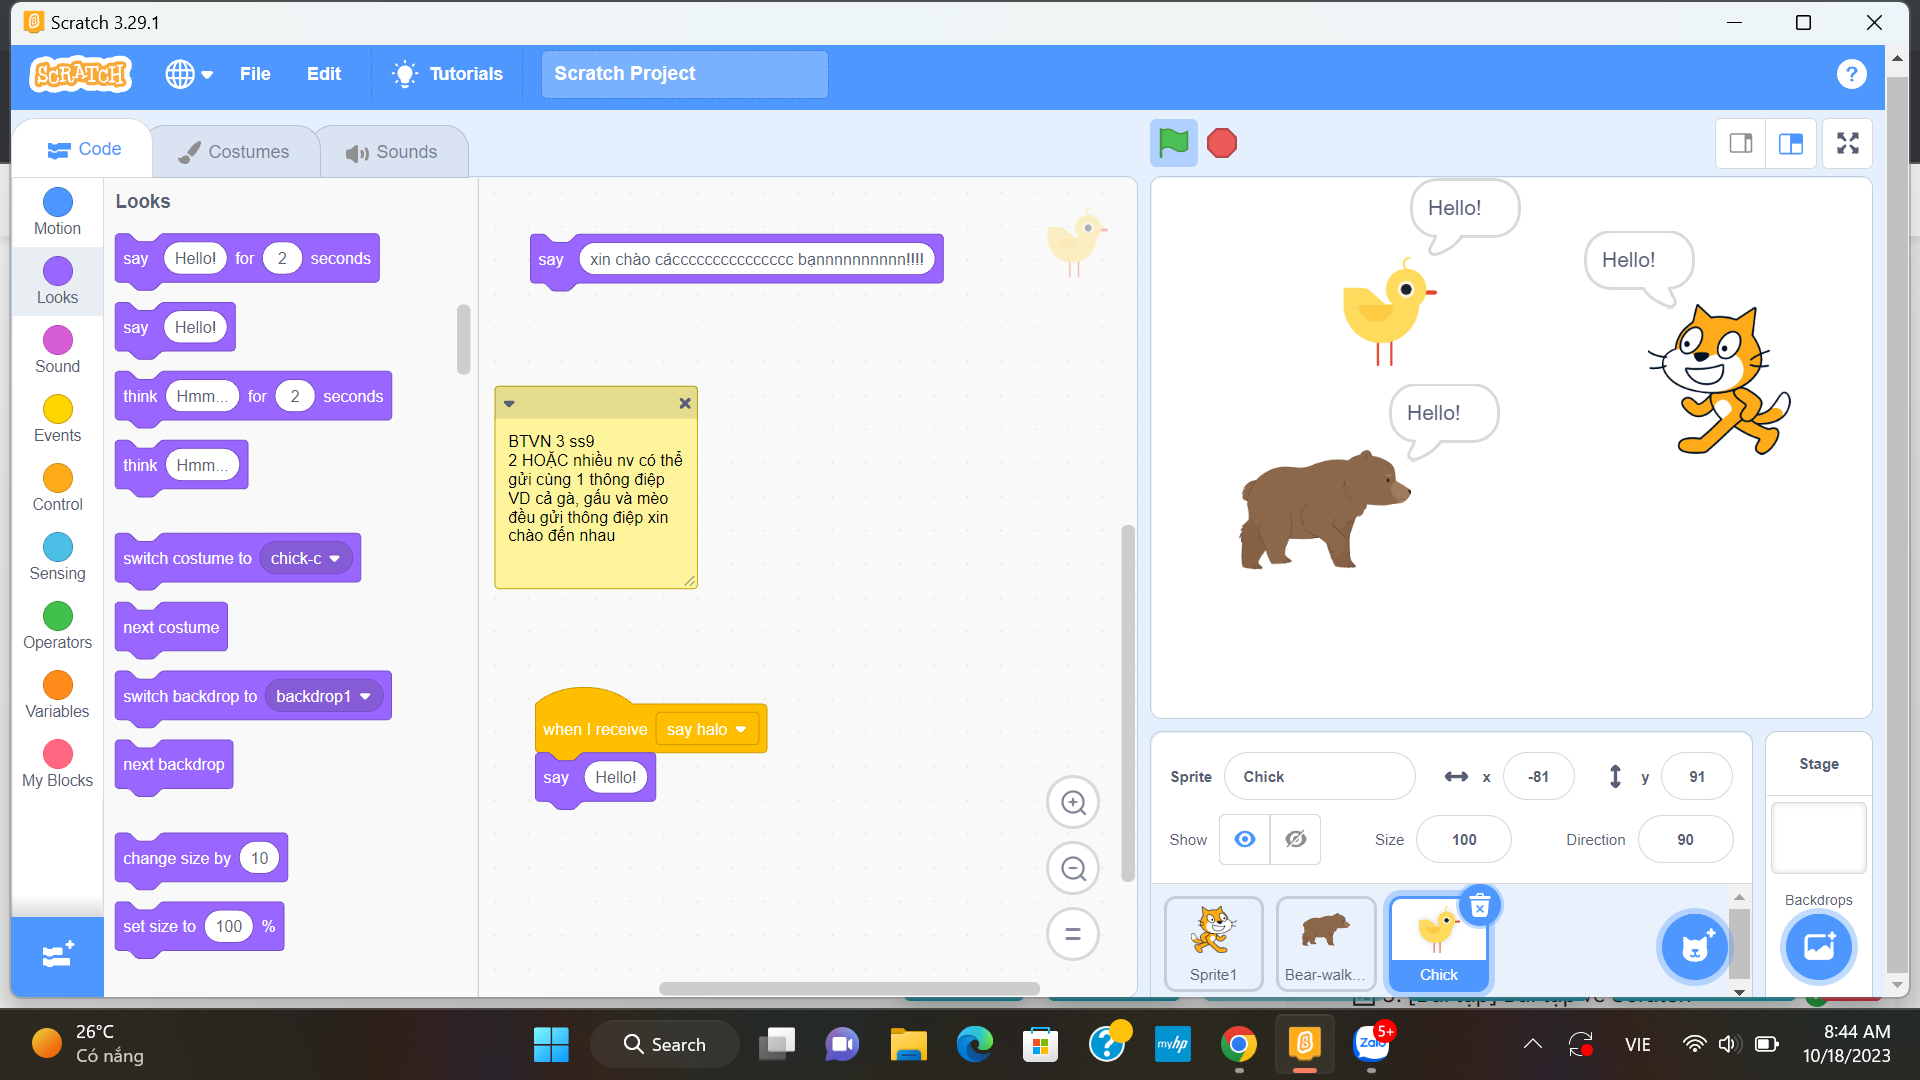 Scratch 3.29.1
SCRATCH
File
Edit
Tutorials
Scratch Project
?
Code
Costumes
Sounds
Motion
Looks
Sound
Events
Control
Sensing
Operators
Variables
My Blocks
Looks
say Hello! for 2 seconds
say Hello!
think Hmm... for 2 seconds
think Hmm...
switch costume to chick-c
next costume
switch backdrop to backdrop1
next backdrop
change size by 10
set size to 100 %
say xin chào cácccccccccccccccc bạnnnnnnnnnn!!!!
BTVN 3 ss9
2 HOẶC nhiều nv có thể
gửi cùng 1 thông điệp
VD cả gà, gấu và mèo
đều gửi thông điệp xin
chào đến nhau
when I receive say halo
say Hello!
Hello!
Hello!
Hello!
Sprite Chick x -81 y 91
Show Size 100 Direction 90
Sprite1
Bear-walk...
Chick
Stage
Backdrops
26°C
Có nắng
Search
myhp
Zalo
5+
VIE
8:44 AM
10/18/2023